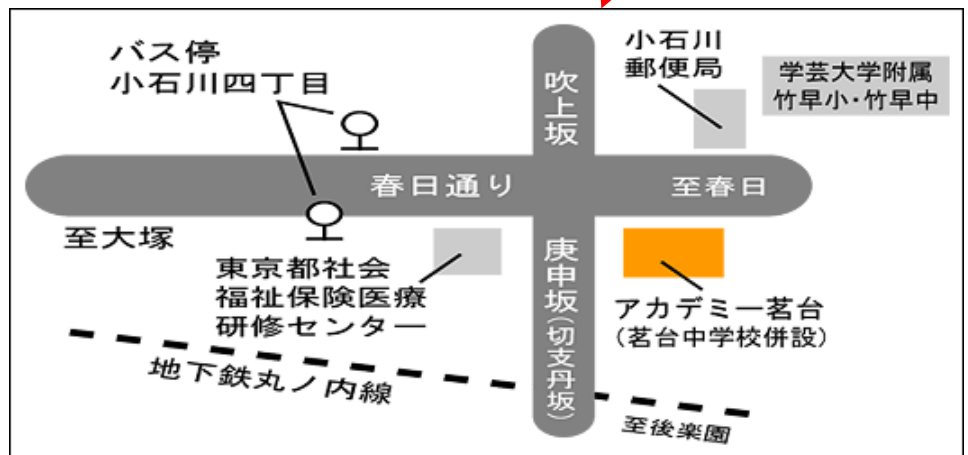 バス停
小石川四丁目
吹上坂
小石川
郵便局
学芸大学附属
竹早小・竹早中
春日通り
至春日
至大塚
東京都社会
福祉保険医療
研修センター
庚申坂(切支丹坂)
アカデミー茗台
(茗台中学校併設)
地下鉄丸ノ内線
至後楽園